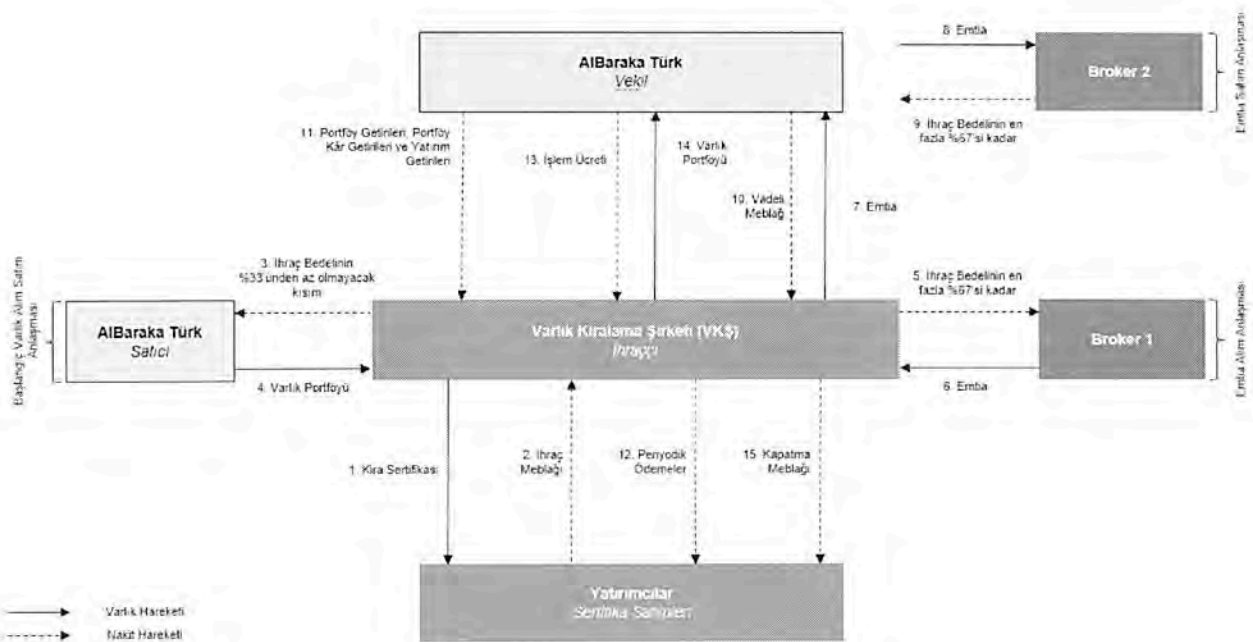 AlBaraka Türk
Vekil
8. Emtia
Broker 2
Emtia Satım Anlaşması
9. İhraç Bedelinin en
fazla %67'si kadar
11. Portföy Getirileri, Portföy
Kâr Getirileri ve Yatırım
Getirileri
13. İşlem Ücreti
14. Varlık
Portföyü
10. Vadeli
Meblağ
7. Emtia
Başlangıç Varlık Alım Satım
Anlaşması
3. İhraç Bedelinin
%33'ünden az olmayacak
kısım
AlBaraka Türk
Satıcı
4. Varlık Portföyü
Varlık Kiralama Şirketi (VKŞ)
İhraççı
5. İhraç Bedelinin en
fazla %67'si kadar
Broker 1
6. Emtia
Emtia Alım Anlaşması
1. Kira Sertifikası
2. İhraç
Meblağı
12. Periyodik
Ödemeler
15. Kapatma
Meblağı
Yatırımcılar
Sertifika Sahipleri
Varlık Hareketi
Nakit Hareketi